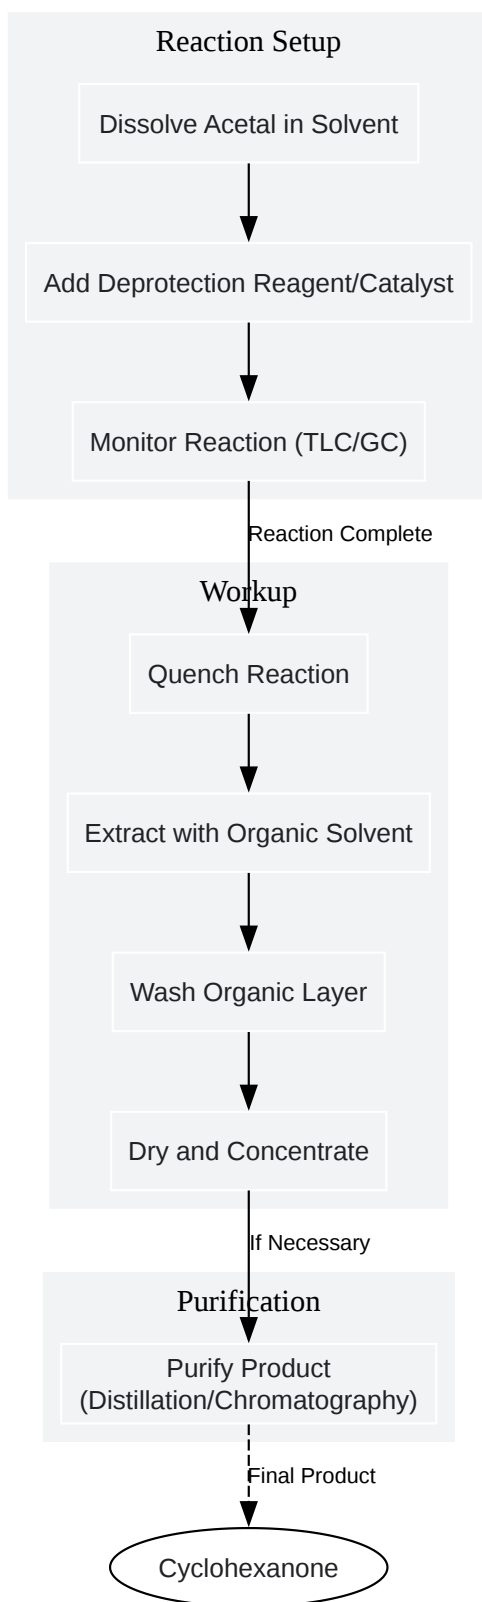 Reaction Setup
Dissolve Acetal in Solvent
Add Deprotection Reagent/Catalyst
Monitor Reaction (TLC/GC)
Reaction Complete
Workup
Quench Reaction
Extract with Organic Solvent
Wash Organic Layer
Dry and Concentrate
If Necessary
Purification
Purify Product
(Distillation/Chromatography)
Final Product
Cyclohexanone